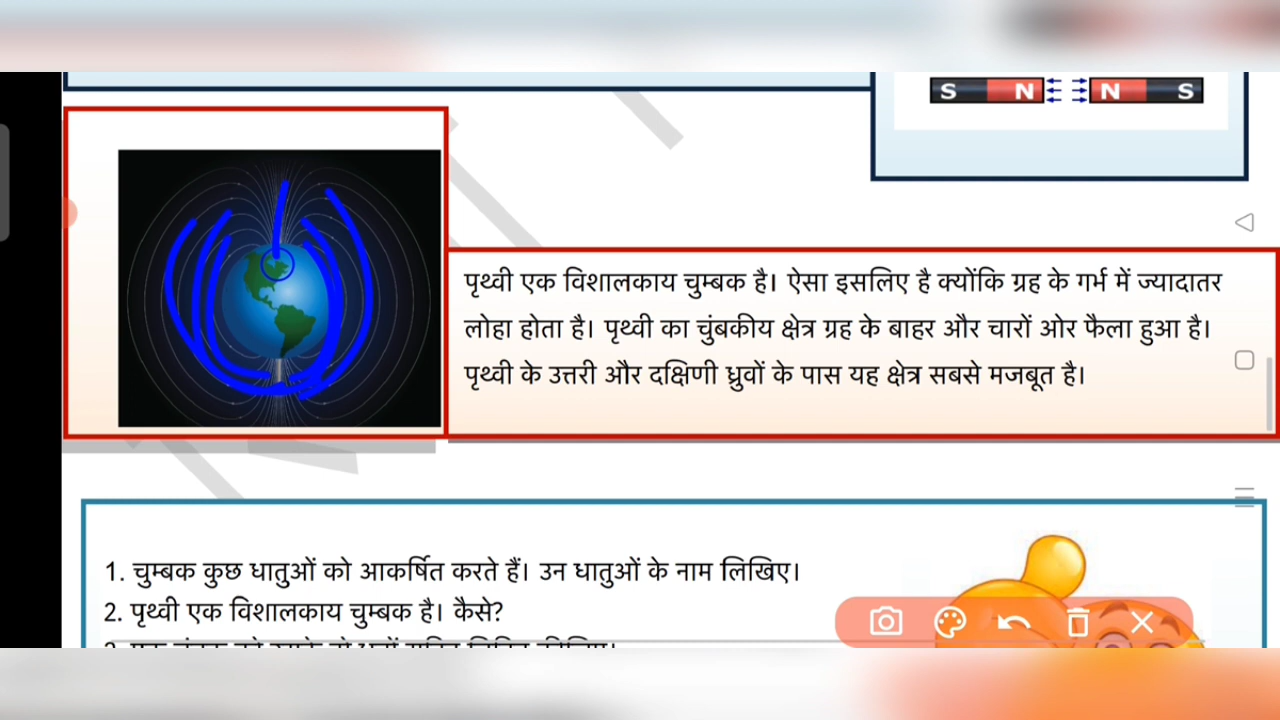 S N N S
पृथ्वी एक विशालकाय चुम्बक है। ऐसा इसलिए है क्योंकि ग्रह के गर्भ में ज्यादातर
लोहा होता है। पृथ्वी का चुंबकीय क्षेत्र ग्रह के बाहर और चारों ओर फैला हुआ है।
पृथ्वी के उत्तरी और दक्षिणी ध्रुवों के पास यह क्षेत्र सबसे मजबूत है।
1. चुम्बक कुछ धातुओं को आकर्षित करते हैं। उन धातुओं के नाम लिखिए।
2. पृथ्वी एक विशालकाय चुम्बक है। कैसे?